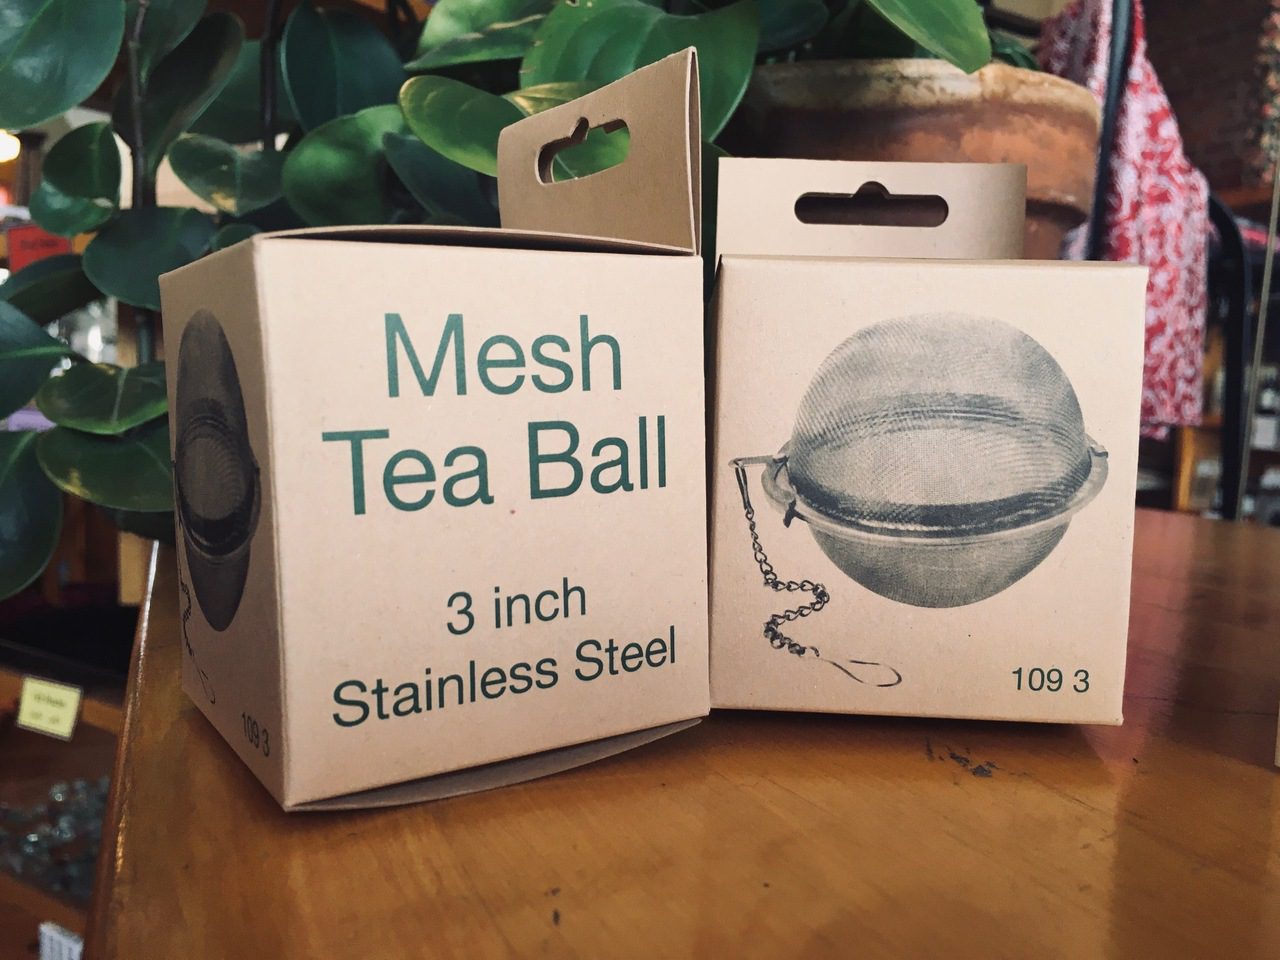 Mesh
Tea Ball
3 inch
Stainless Steel
109 3
109 3